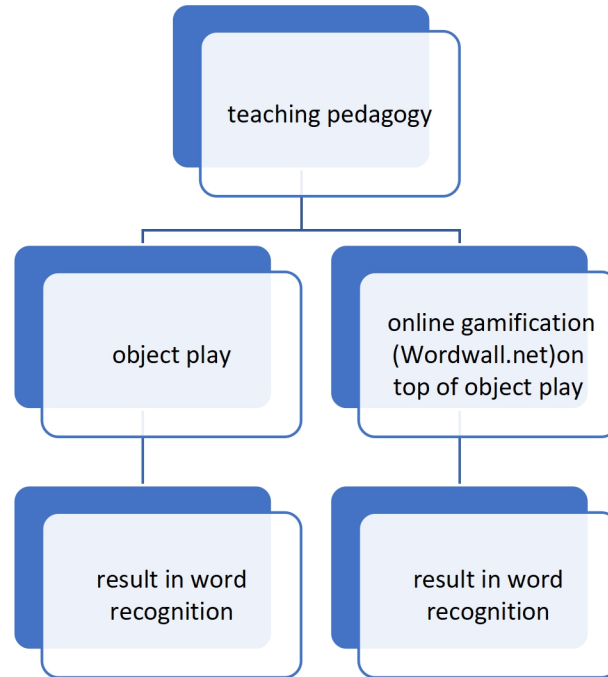 teaching pedagogy
object play
online gamification
(Wordwall.net)on
top of object play
result in word
recognition
result in word
recognition